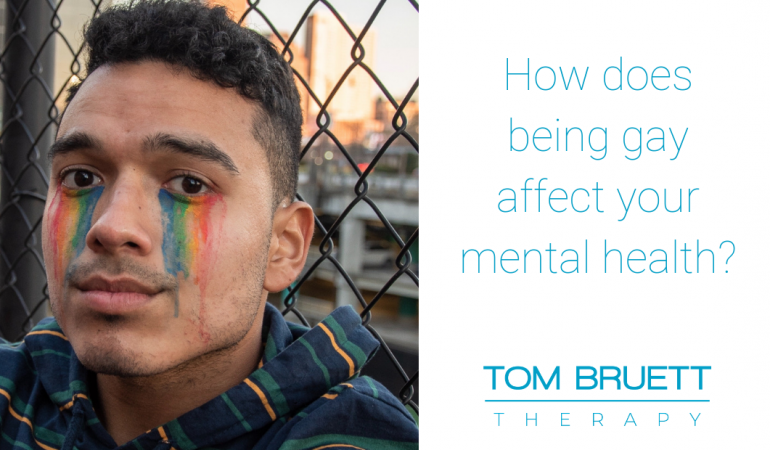 How does
being gay
affect your
mental health?
TOM BRUETT
THERAPY